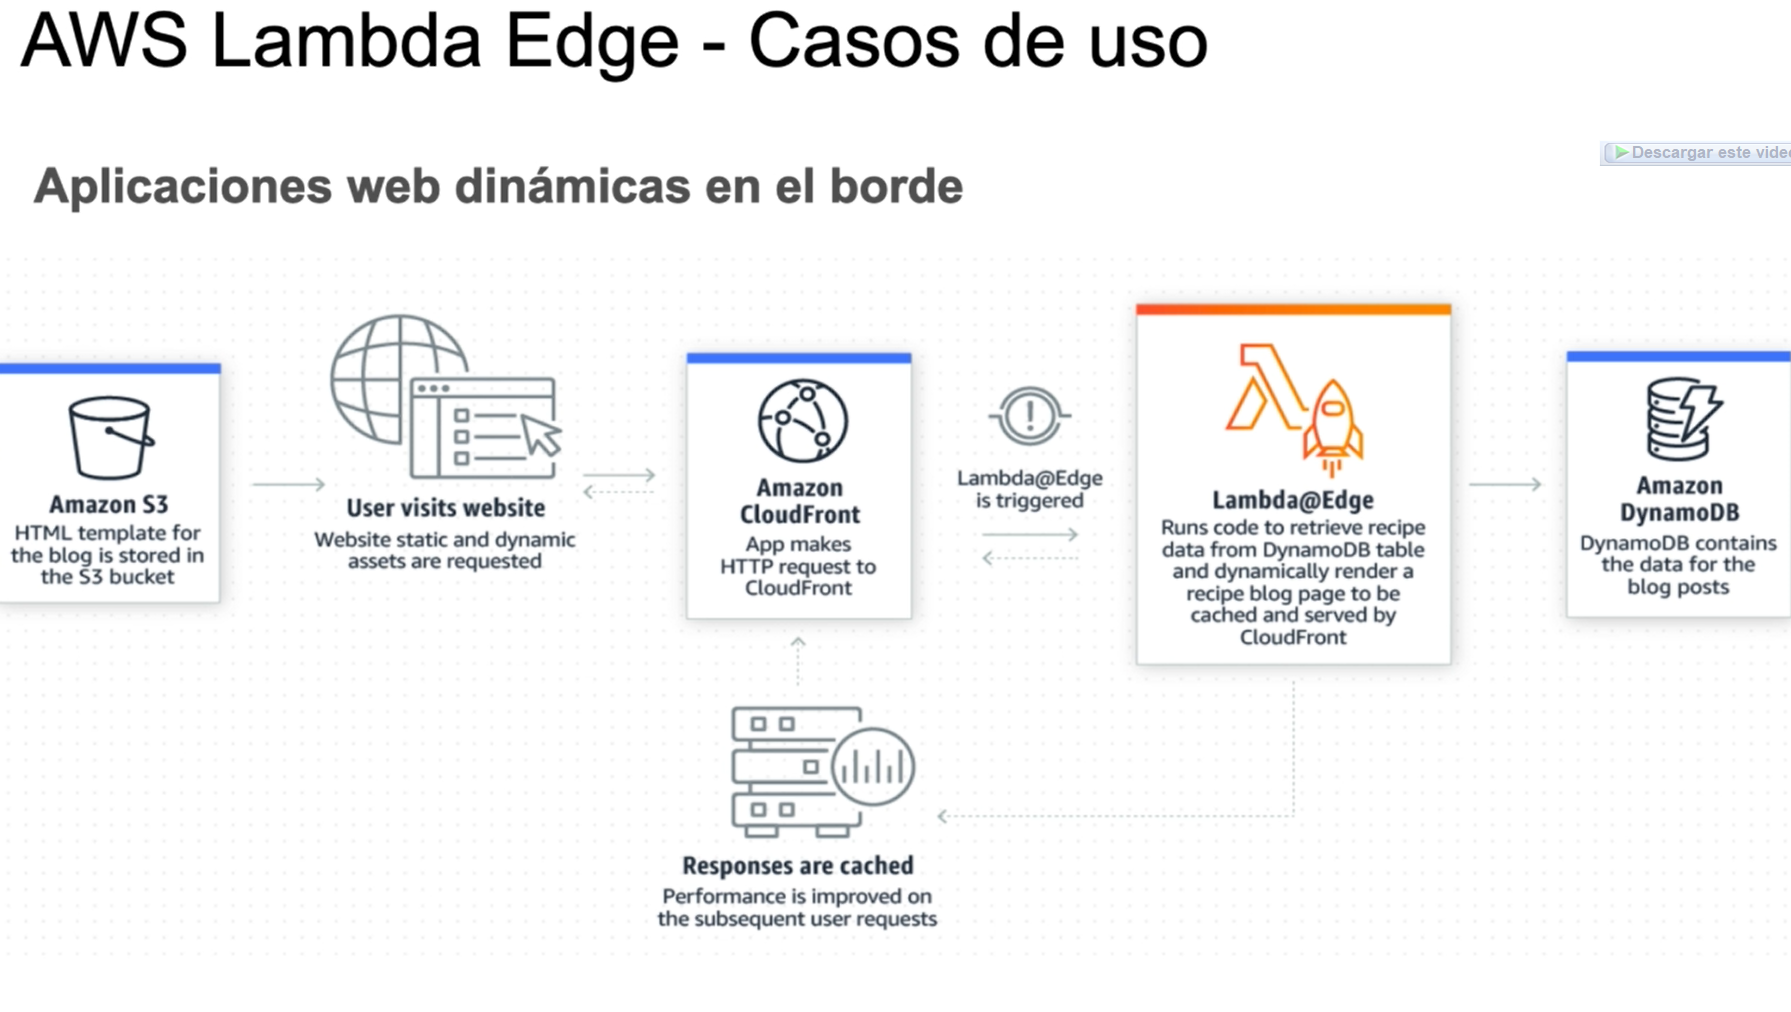 AWS Lambda Edge - Casos de uso
Descargar este
Aplicaciones web dinámicas en el borde
Amazon S3
HTML template for
the blog is stored in
the S3 bucket
User visits website
Website static and dynamic
assets are requested
Amazon
CloudFront
App makes
HTTP request to
CloudFront
Lambda@Edge
is triggered
Lambda@Edge
Runs code to retrieve recipe
data from DynamoDB table
and dynamically render a
recipe blog page to be
cached and served by
CloudFront
Amazon
DynamoDB
DynamoDB contains
the data for the
blog posts
Responses are cached
Performance is improved on
the subsequent user requests